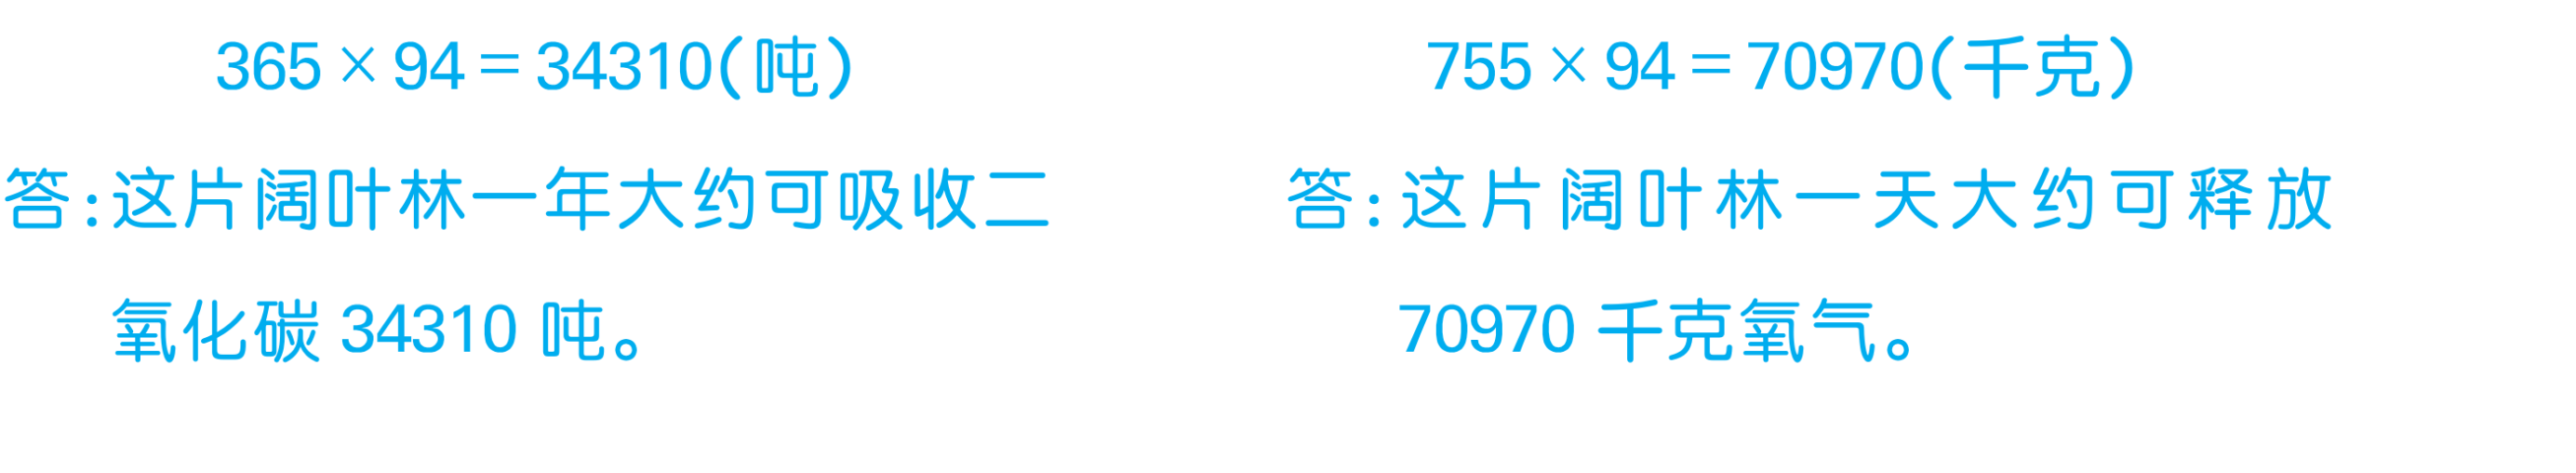 365×94=34310(吨)
答:这片阔叶林一年大约可吸收二
氧化碳 34310 吨。
755×94=70970(千克)
答:这片阔叶林一天大约可释放
70970 千克氧气。